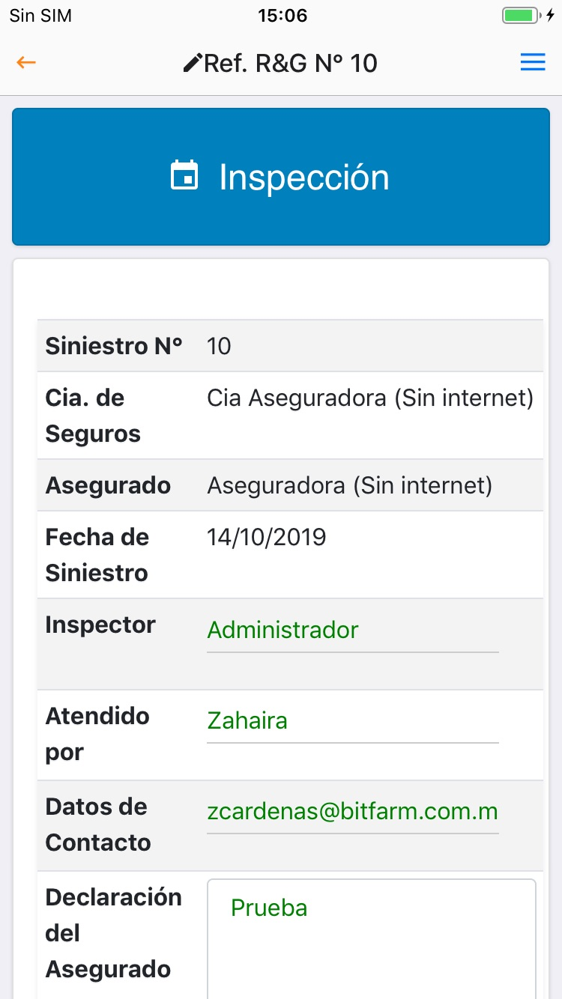 Sin SIM 15:06
Ref. R&G Nº 10
Inspección
Siniestro Nº 10
Cia. de Cia Aseguradora (Sin internet)
Seguros
Asegurado Aseguradora (Sin internet)
Fecha de 14/10/2019
Siniestro
Inspector Administrador
Atendido Zahaira
por
Datos de zcardenas@bitfarm.com.m
Contacto
Declaración Prueba
del
Asegurado